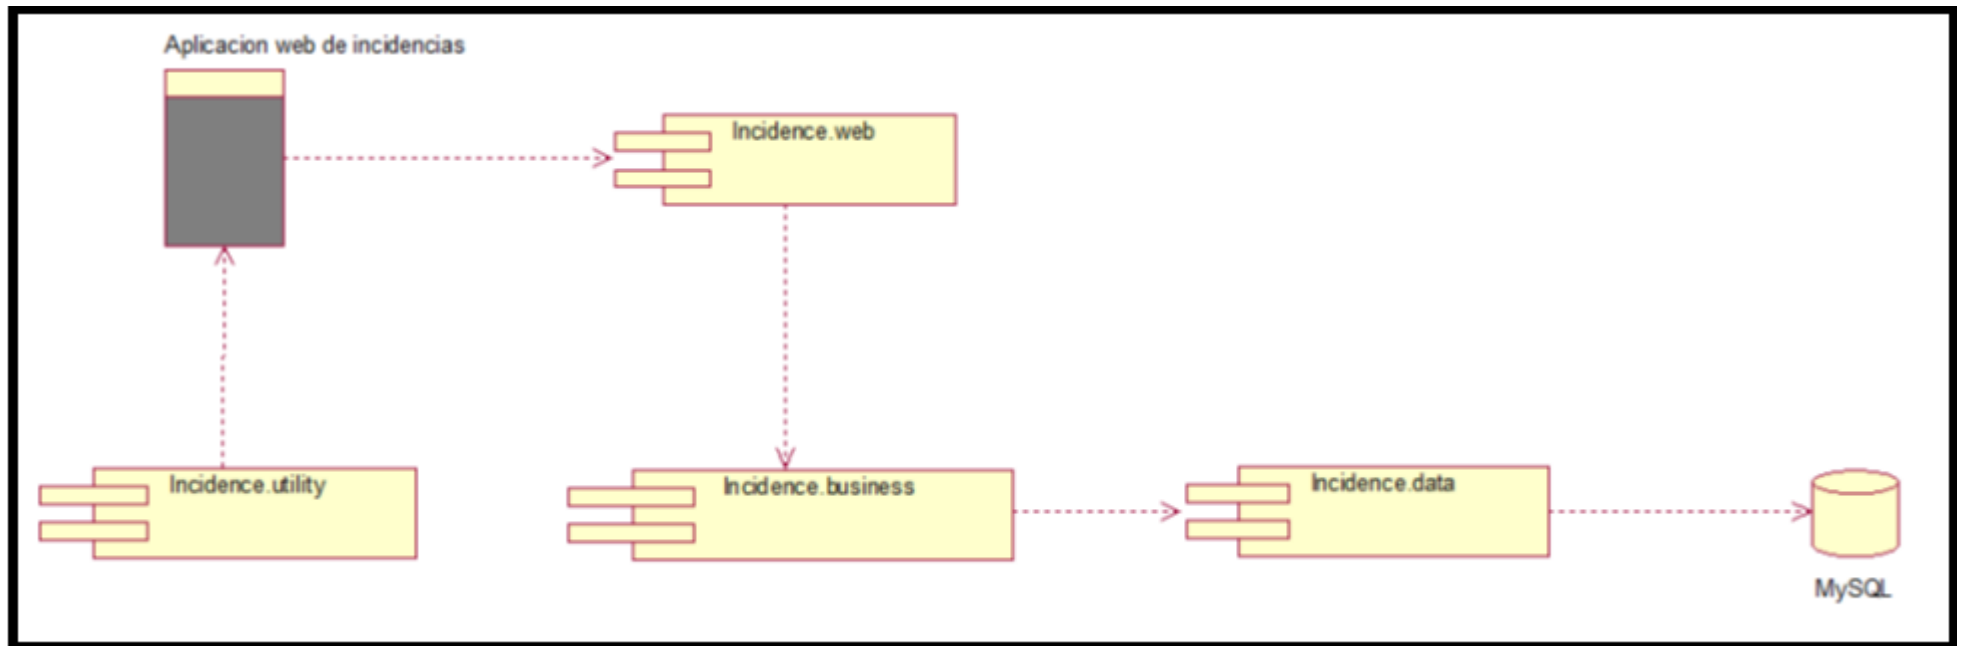 Aplicacion web de incidencias
Incidence.web
Incidence.utility
Incidence.business
Incidence.data
MySQL